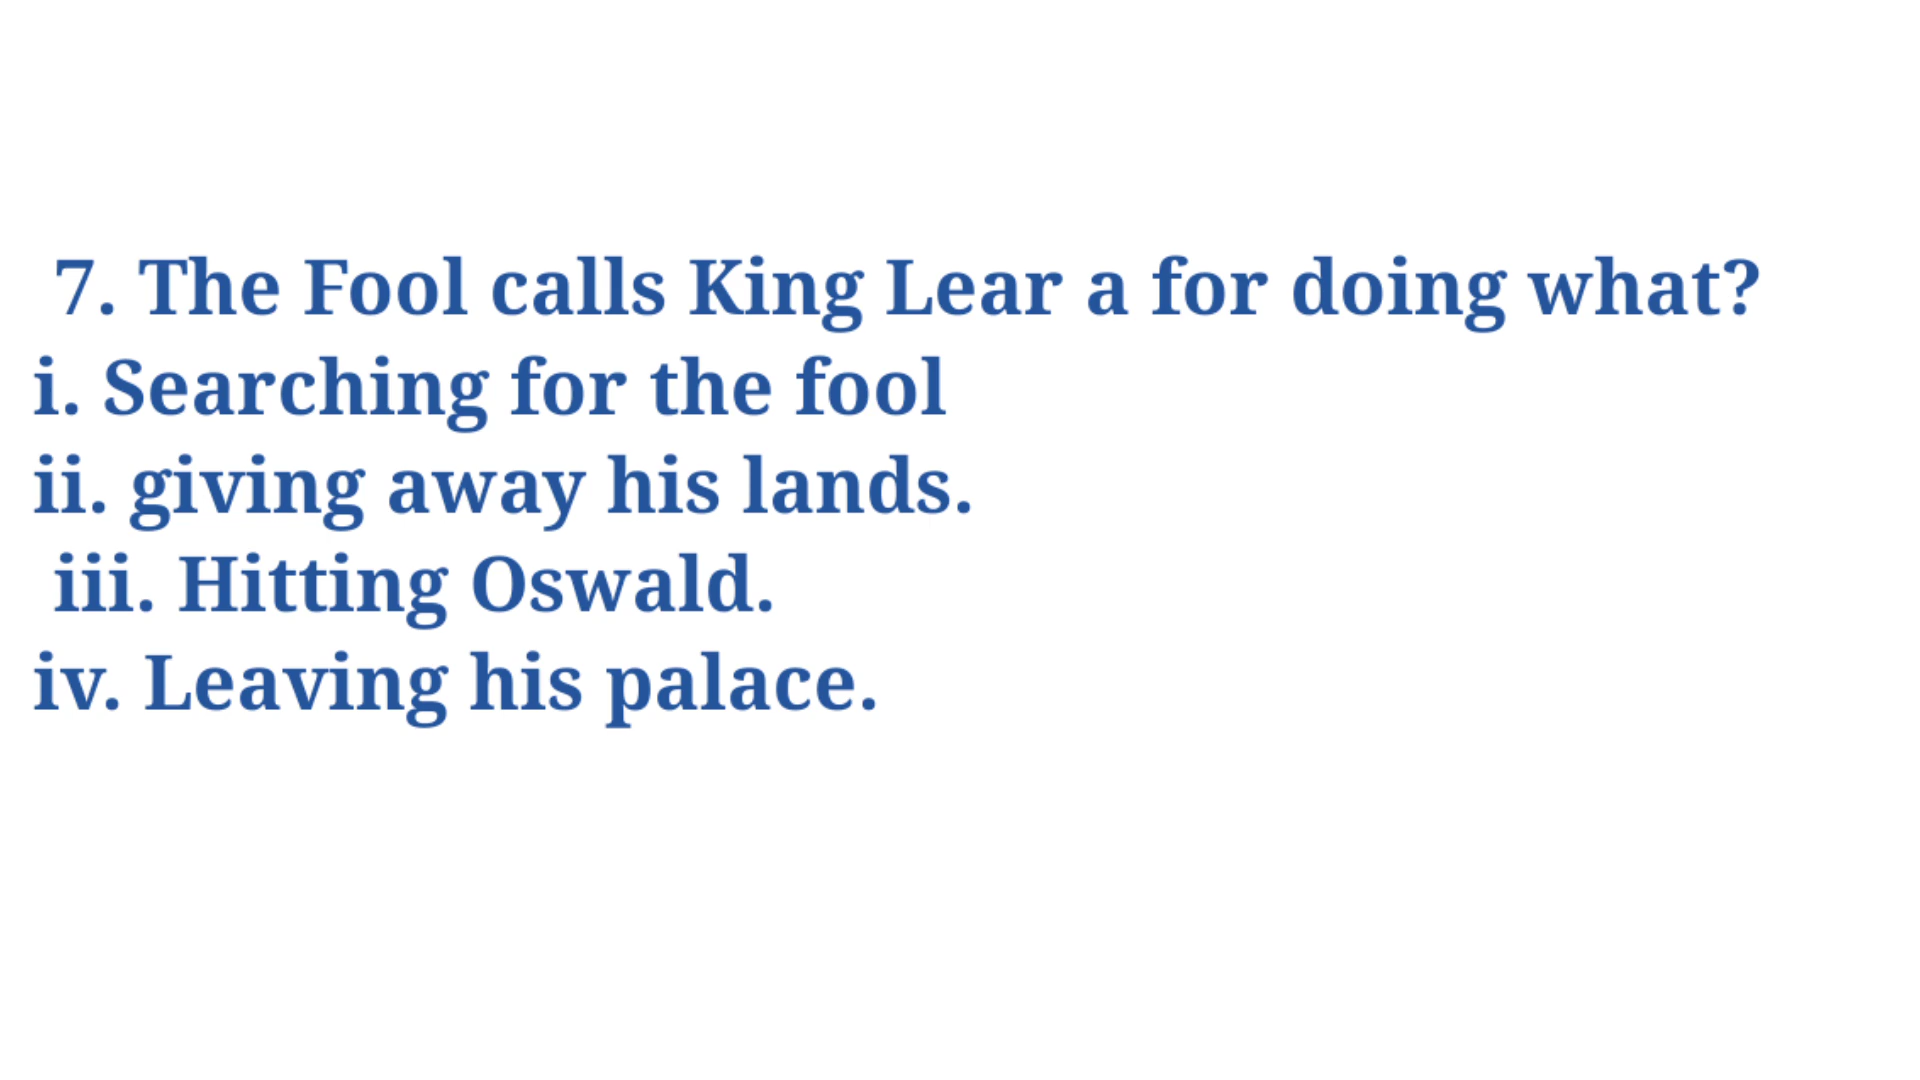 7. The Fool calls King Lear a for doing what?
i. Searching for the fool
ii. giving away his lands.
iii. Hitting Oswald.
iv. Leaving his palace.